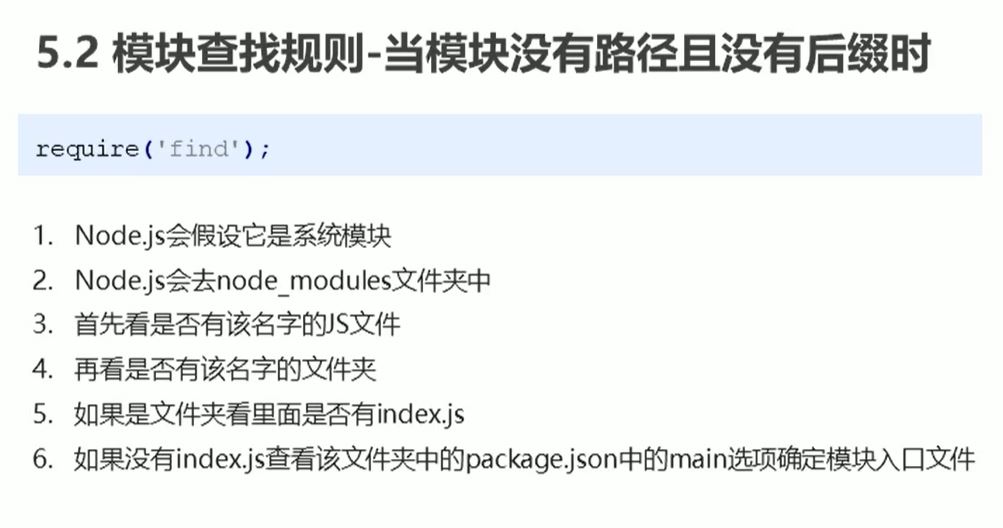 5.2 模块查找规则-当模块没有路径且没有后缀时
require('find');
1. Node.js会假设它是系统模块
2. Node.js会去node_modules文件夹中
3. 首先看是否有该名字的JS文件
4. 再看是否有该名字的文件夹
5. 如果是文件夹看里面是否有index.js
6. 如果没有index.js查看该文件夹中的package.json中的main选项确定模块入口文件